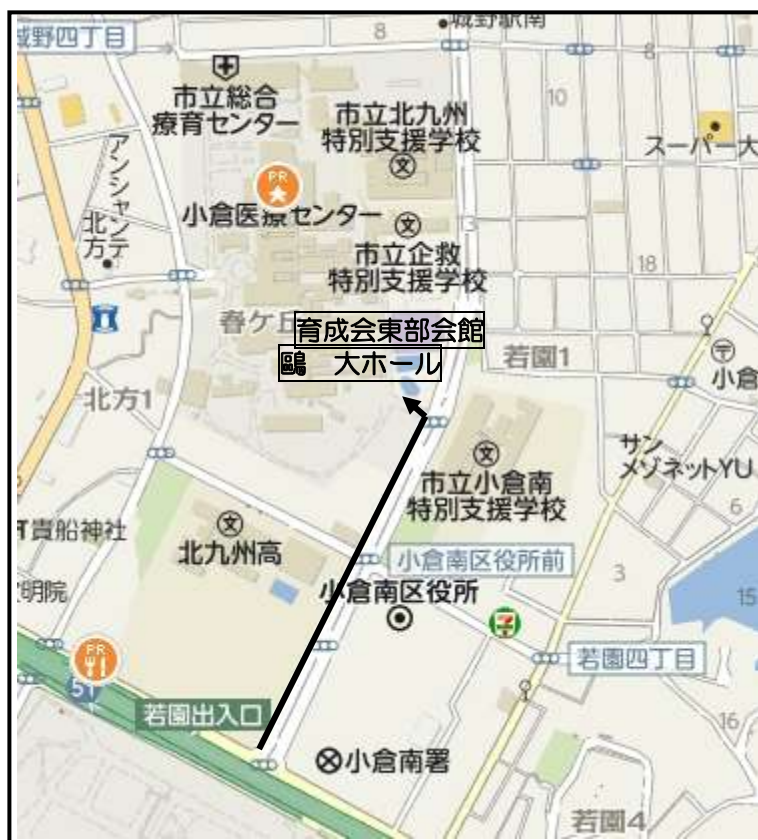 城野四丁目
8
城野駅南
8
市立総合
療育センター
市立北九州
特別支援学校
10
スーパー大
アンシャンテ
北方
PR
小倉医療センター
13
市立企救
特別支援学校
18
春ケ丘
育成会東部会館
鷗 大ホール
若園1
小倉
北方1
サン
メゾネットYU
市立小倉南
特別支援学校
6
貴船神社
北九州高
小倉南区役所前
3
明院
小倉南区役所
15
PR
若園四丁目
51
若園出入口
16
小倉南署
若園4